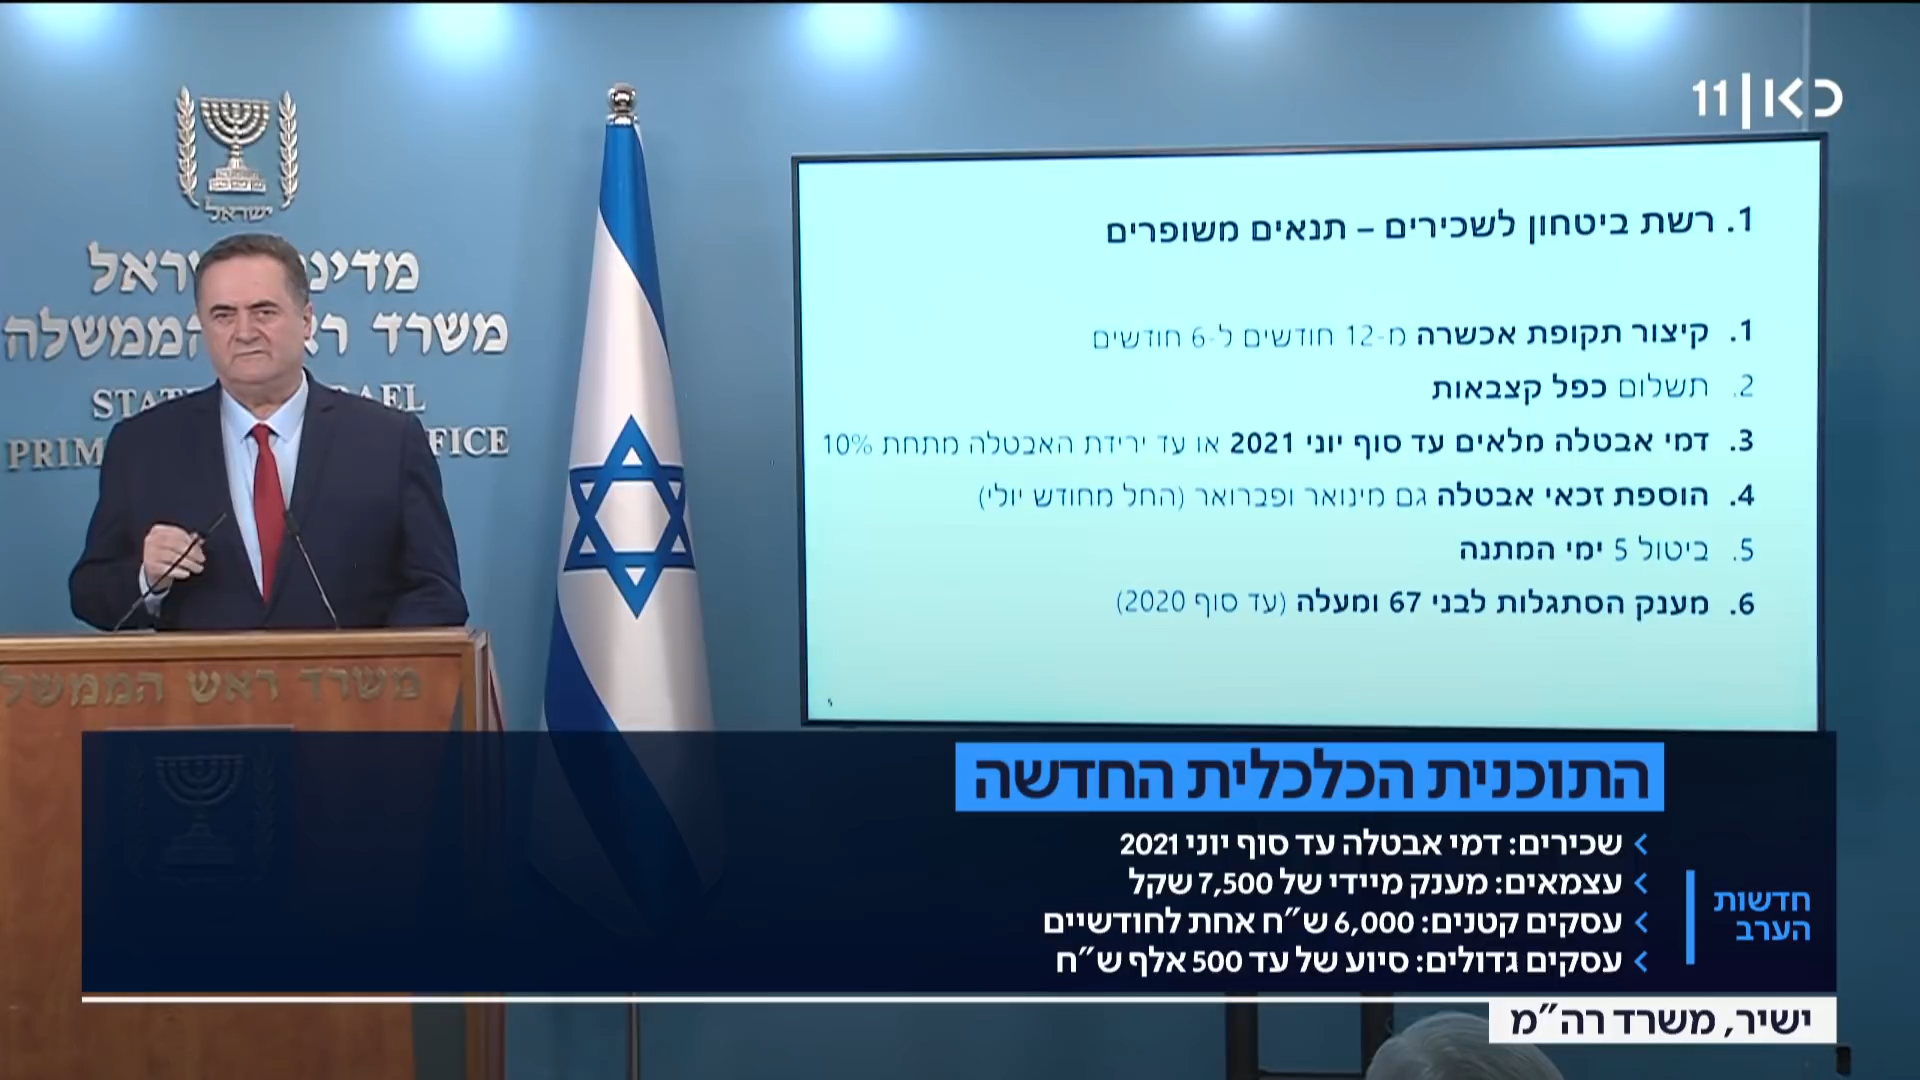 כאן 11
ישראל
משרד
STAT
PRIM
FICE
1. רשת ביטחון לשכירים – תנאים משופרים
1. קיצור תקופת אכשרה מ-12 חודשים ל-6 חודשים
2. תשלום כפל קצבאות
3. דמי אבטלה מלאים עד סוף יוני 2021 או עד ירידת האבטלה מתחת 10%
4. הוספת זכאי אבטלה גם מינואר ופברואר (החל מחודש יולי)
5. ביטול 5 ימי המתנה
6. מענק הסתגלות לבני 67 ומעלה (עד סוף 2020)
משרד ראש הממשל
התוכנית הכלכלית החדשה
שכירים: דמי אבטלה עד סוף יוני 2021
עצמאים: מענק מיידי של 7,500 שקל
עסקים קטנים: 6,000 ש״ח אחת לחודשיים
עסקים גדולים: סיוע של עד 500 אלף ש״ח
חדשות
הערב
ישיר, משרד רה״מ